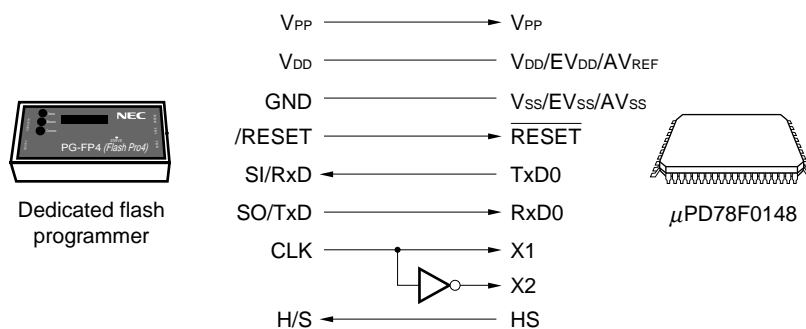 VPP VPP
VDD VDD/EVDD/AVREF
GND VSS/EVSS/AVSS
/RESET RESET
SI/RxD TxD0
SO/TxD RxD0
CLK X1
X2
H/S HS
NEC
PG-FP4 (Flash Pro4)
Dedicated flash
programmer
μPD78F0148